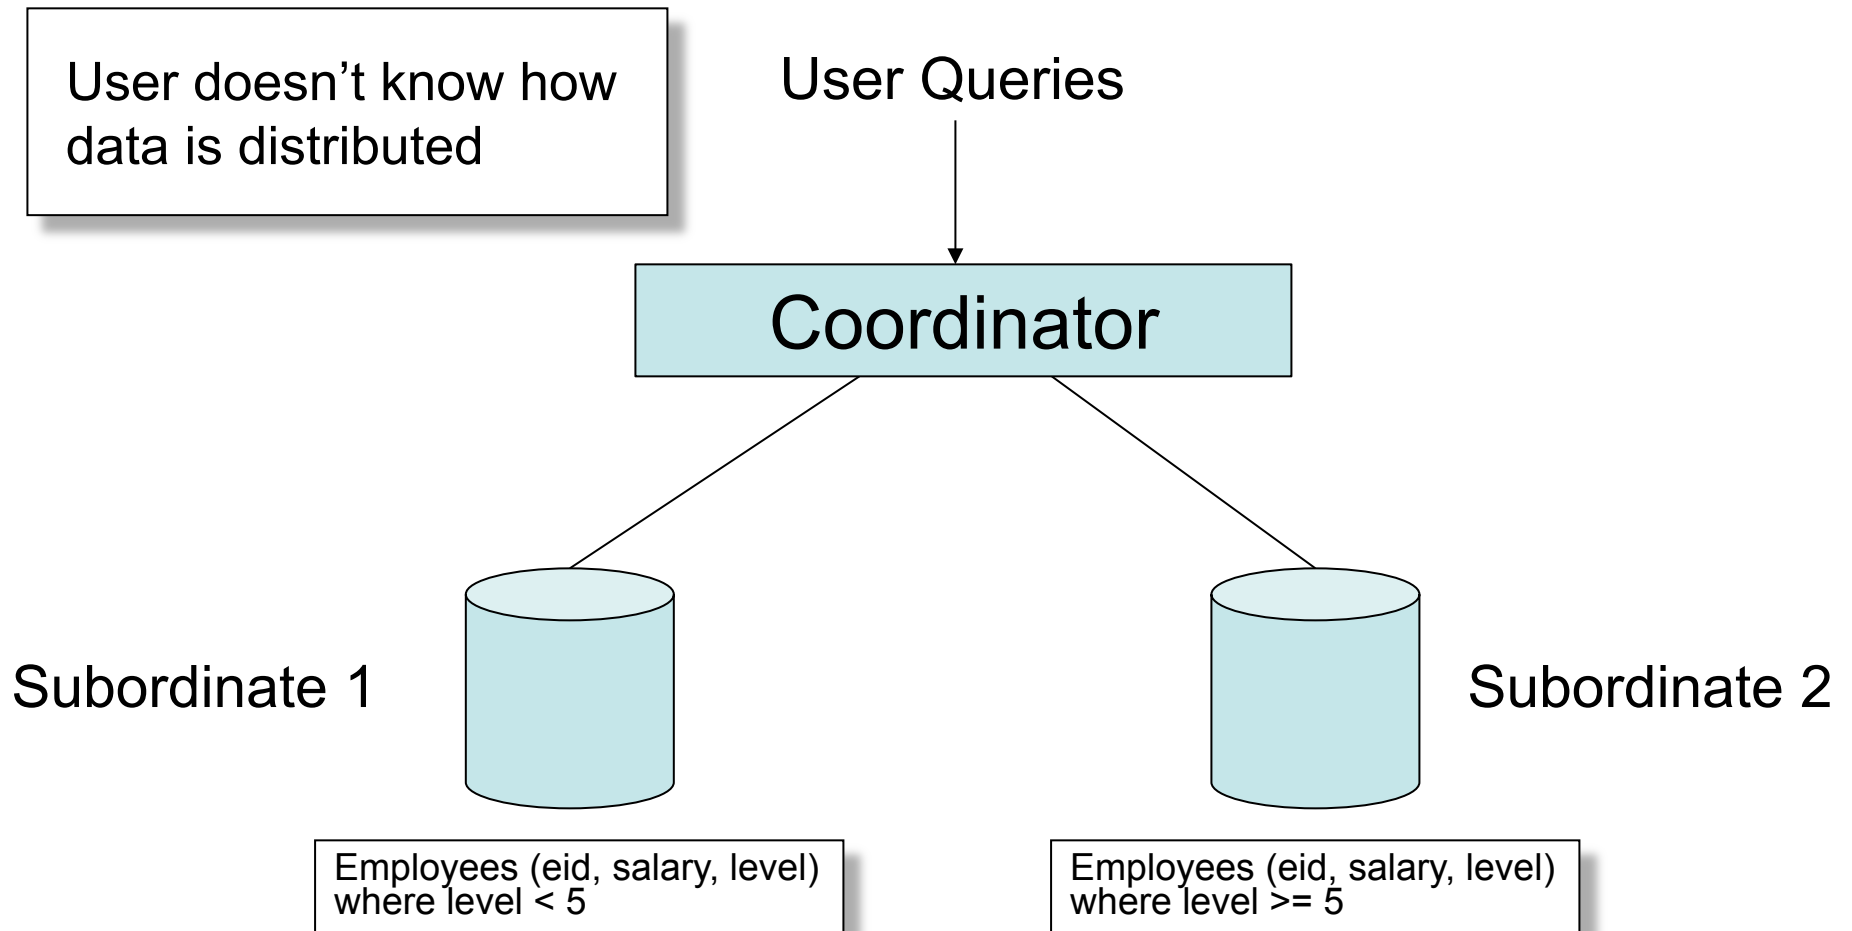 User doesn’t know how
data is distributed
User Queries
Coordinator
Subordinate 1
Subordinate 2
Employees (eid, salary, level)
where level < 5
Employees (eid, salary, level)
where level >= 5